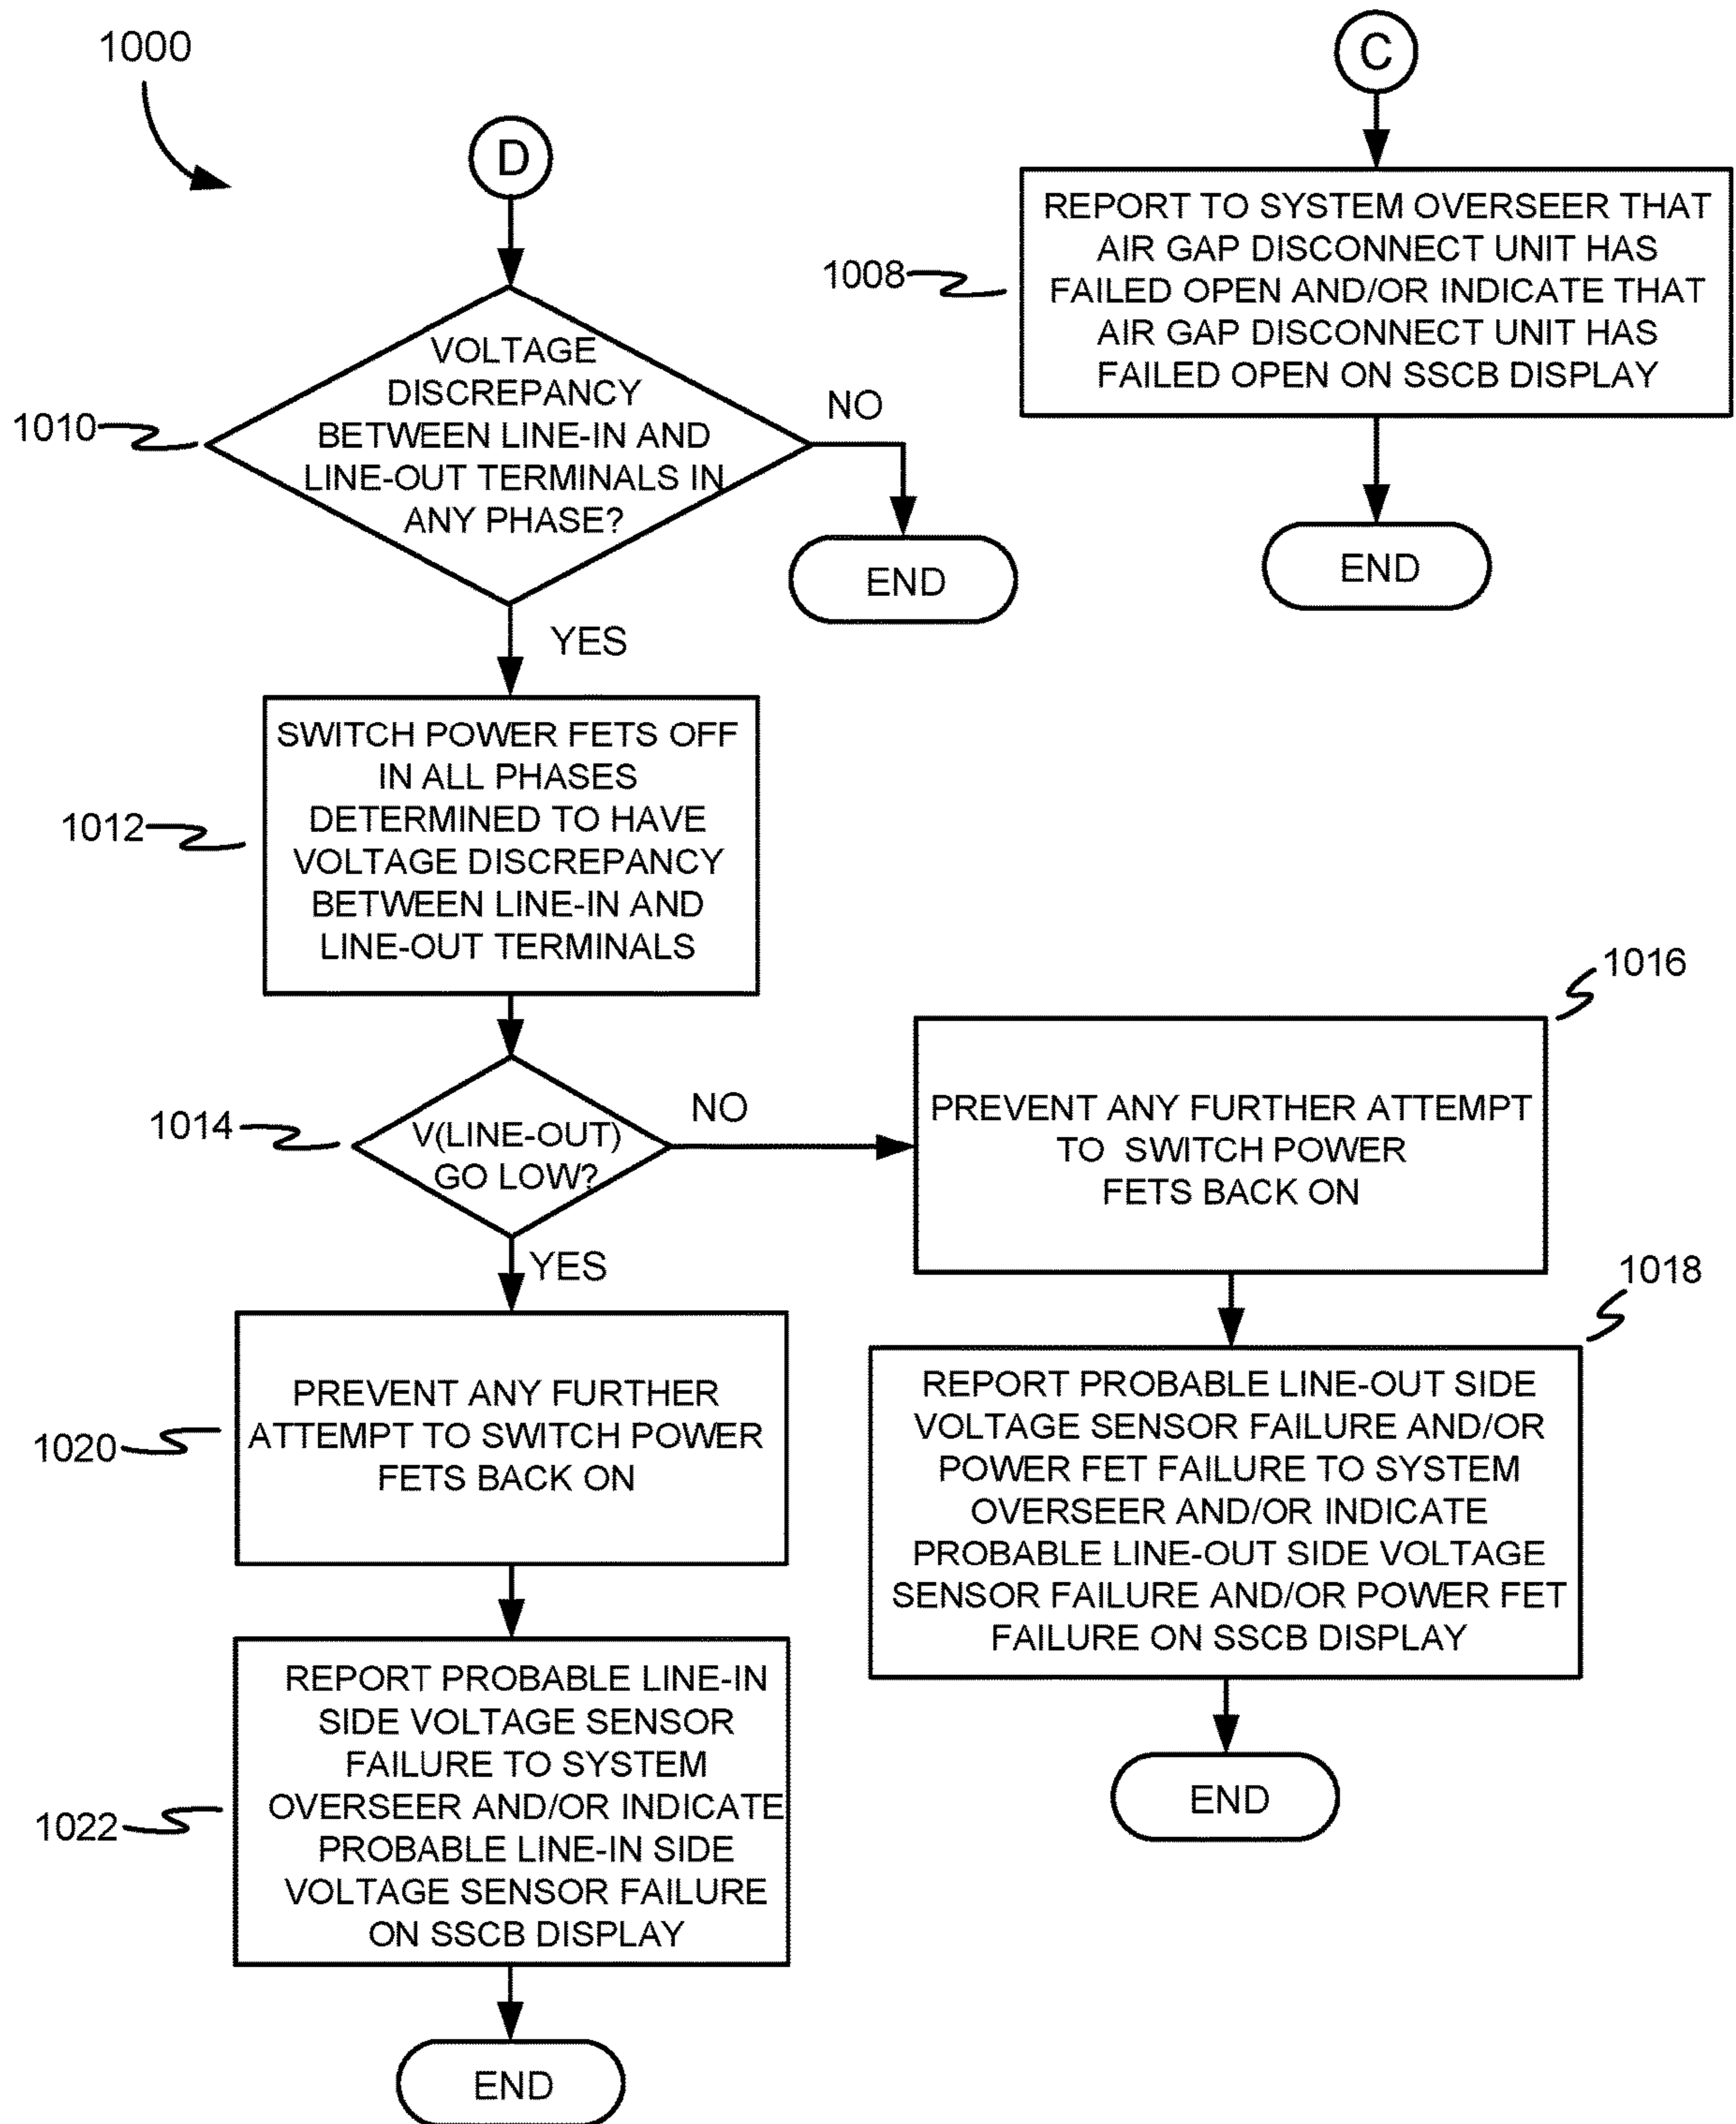 1000
C
D
REPORT TO SYSTEM OVERSEER THAT
AIR GAP DISCONNECT UNIT HAS
FAILED OPEN AND/OR INDICATE THAT
AIR GAP DISCONNECT UNIT HAS
FAILED OPEN ON SSCB DISPLAY
1008
END
VOLTAGE
DISCREPANCY
BETWEEN LINE-IN AND
LINE-OUT TERMINALS IN
ANY PHASE?
1010
NO
END
YES
SWITCH POWER FETS OFF
IN ALL PHASES
DETERMINED TO HAVE
VOLTAGE DISCREPANCY
BETWEEN LINE-IN AND
LINE-OUT TERMINALS
1012
V(LINE-OUT)
GO LOW?
1014
NO
1016
PREVENT ANY FURTHER ATTEMPT
TO SWITCH POWER
FETS BACK ON
1018
REPORT PROBABLE LINE-OUT SIDE
VOLTAGE SENSOR FAILURE AND/OR
POWER FET FAILURE TO SYSTEM
OVERSEER AND/OR INDICATE
PROBABLE LINE-OUT SIDE VOLTAGE
SENSOR FAILURE AND/OR POWER FET
FAILURE ON SSCB DISPLAY
END
YES
PREVENT ANY FURTHER
ATTEMPT TO SWITCH POWER
FETS BACK ON
1020
REPORT PROBABLE LINE-IN
SIDE VOLTAGE SENSOR
FAILURE TO SYSTEM
OVERSEER AND/OR INDICATE
PROBABLE LINE-IN SIDE
VOLTAGE SENSOR FAILURE
ON SSCB DISPLAY
1022
END